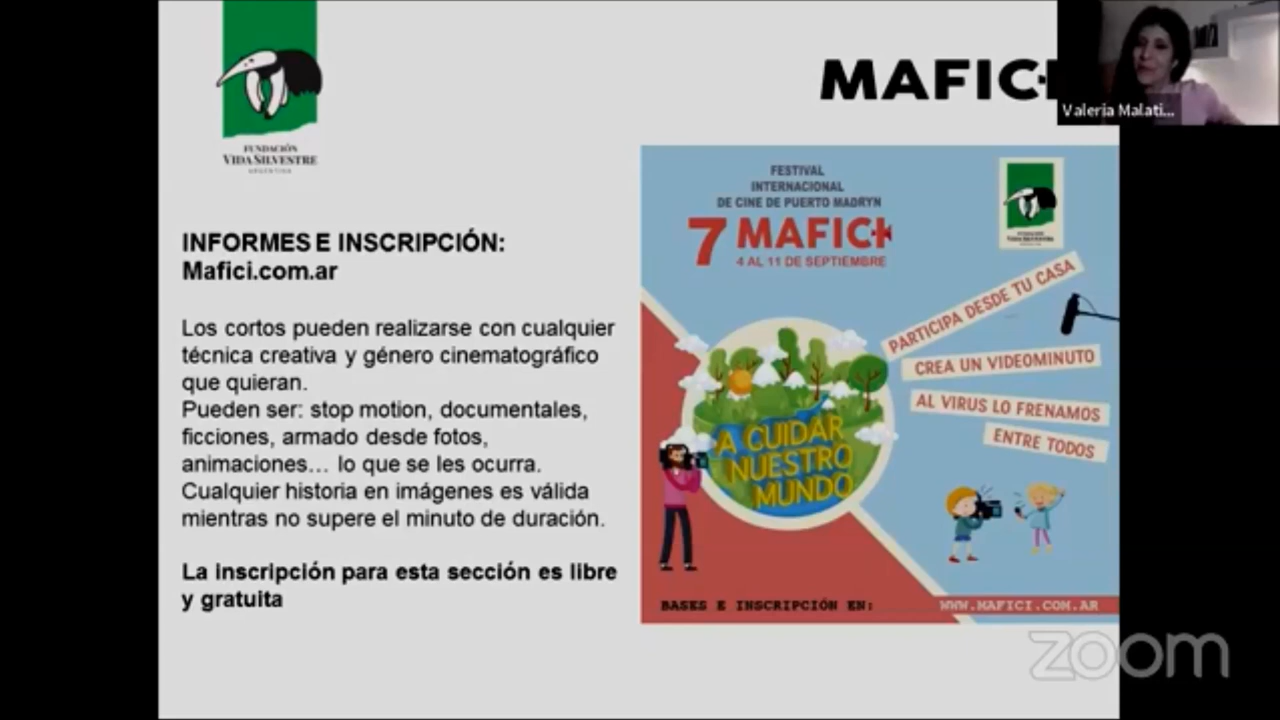 FUNDACIÓN
VIDA SILVESTRE
ARGENTINA
MAFICI
Valeria Malati...
INFORMES E INSCRIPCIÓN:
Mafici.com.ar
Los cortos pueden realizarse con cualquier
técnica creativa y género cinematográfico
que quieran.
Pueden ser: stop motion, documentales,
ficciones, armado desde fotos,
animaciones... lo que se les ocurra.
Cualquier historia en imágenes es válida
mientras no supere el minuto de duración.
La inscripción para esta sección es libre
y gratuita
FESTIVAL
INTERNACIONAL
DE CINE DE PUERTO MADRYN
7 MAFICI
4 AL 11 DE SEPTIEMBRE
FUNDACIÓN
VIDA SILVESTRE
PARTICIPA DESDE TU CASA
CREA UN VIDEOMINUTO
AL VIRUS LO FRENAMOS
ENTRE TODOS
A CUIDAR
NUESTRO
MUNDO
BASES E INSCRIPCIÓN EN: WWW.MAFICI.COM.AR
zoom